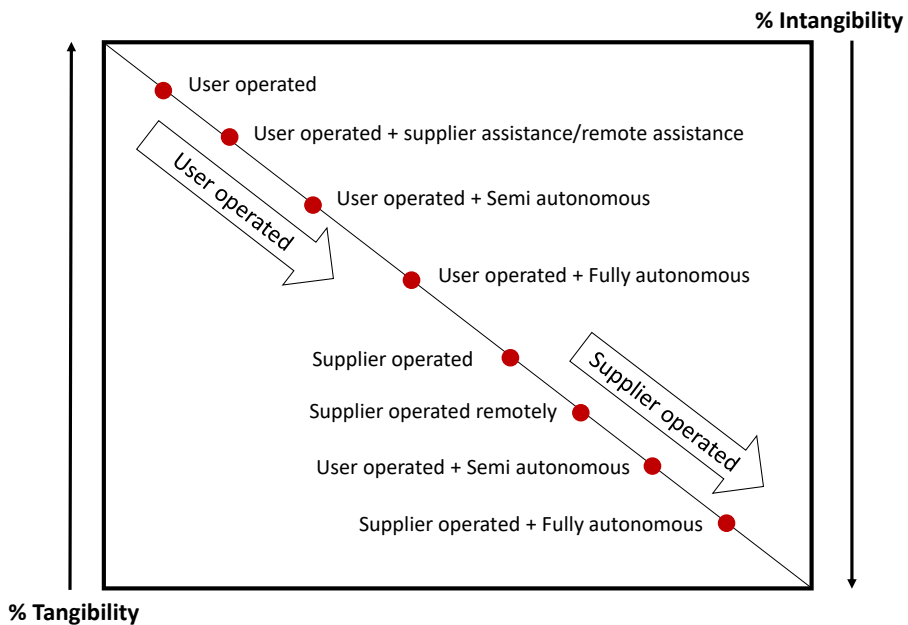 % Intangibility
User operated
User operated + supplier assistance/remote assistance
User operated
User operated + Semi autonomous
User operated + Fully autonomous
Supplier operated
Supplier operated
Supplier operated remotely
User operated + Semi autonomous
Supplier operated + Fully autonomous
% Tangibility